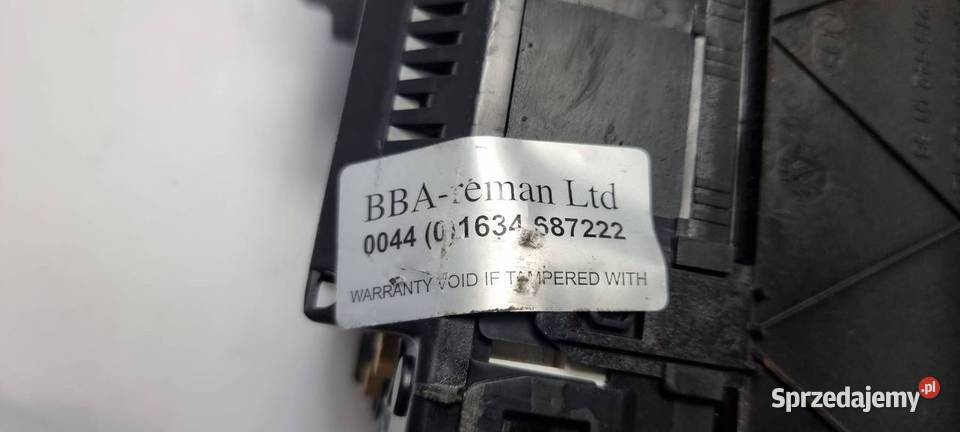 BBA-reman Ltd
0044 (0)1634 687222
WARRANTY VOID IF TAMPERED WITH
Sprzedajemy.pl